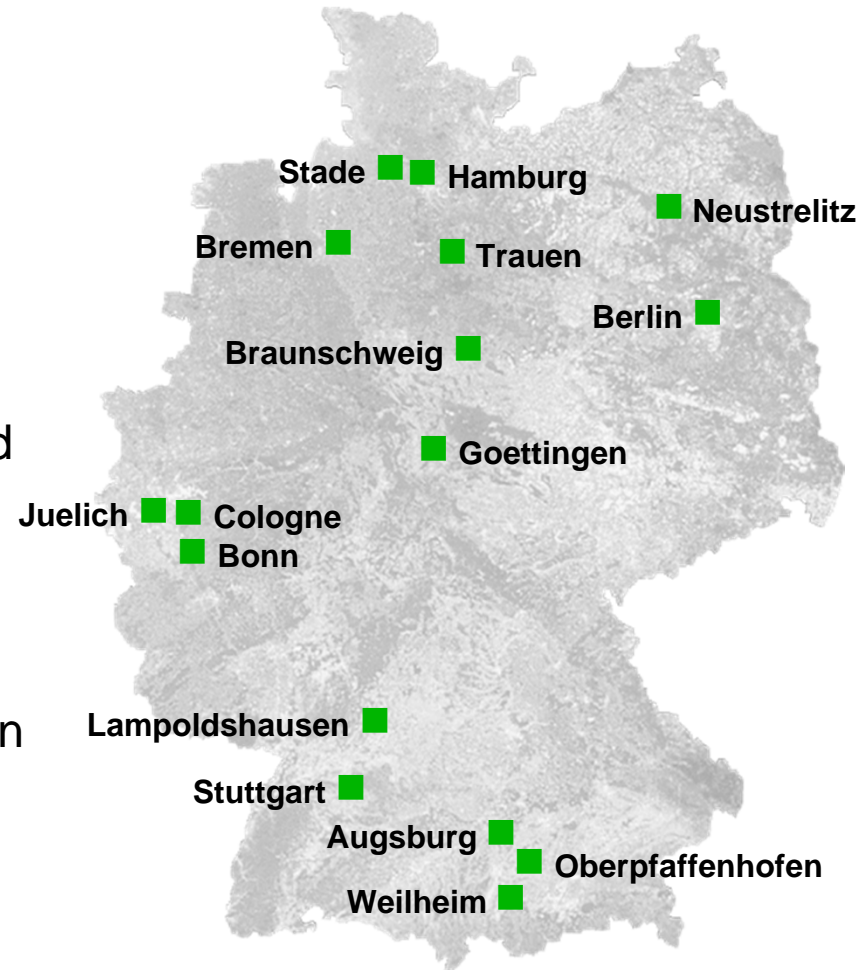 Stade
Hamburg
Neustrelitz
Bremen
Trauen
Berlin
Braunschweig
d
Goettingen
Juelich
Cologne
Bonn
n
Lampoldshausen
Stuttgart
Augsburg
Oberpfaffenhofen
Weilheim